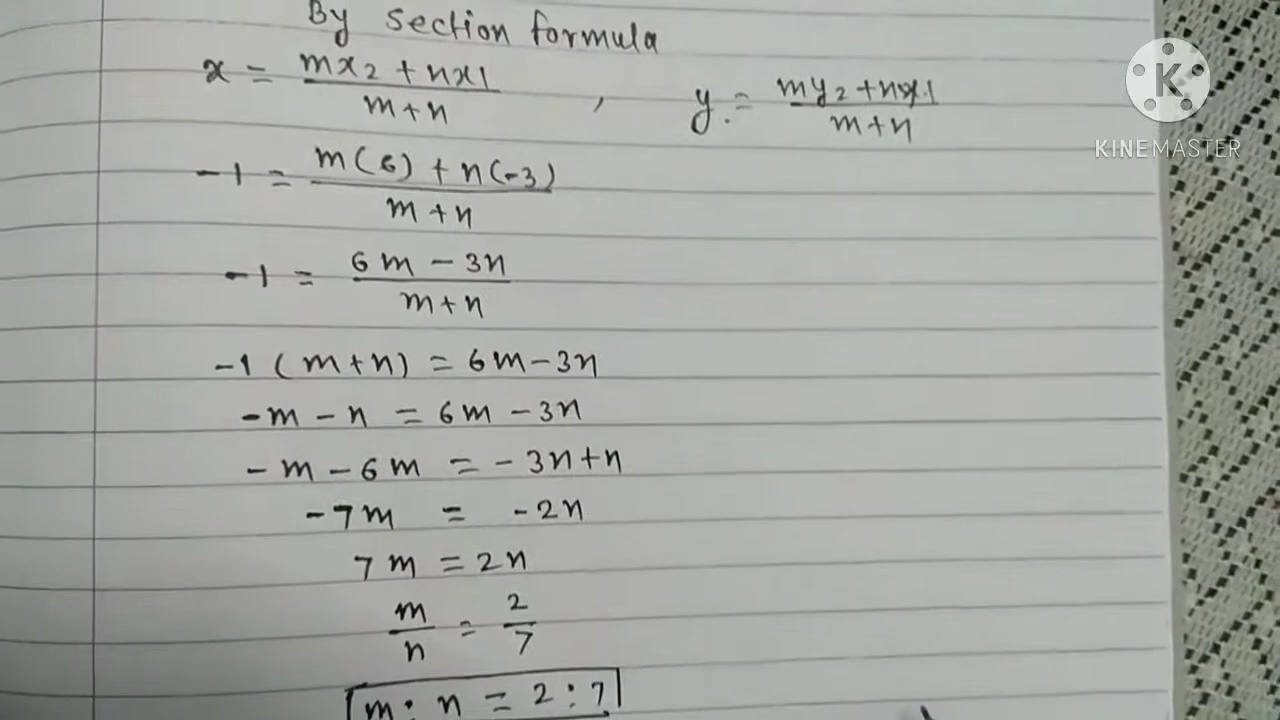 By section formula
x = mx2 + nx1 / m+n , y = my2 + ny1 / m+n
KINEMASTER
-1 = m(6) + n(-3) / m+n
-1 = 6m - 3n / m+n
-1 (m+n) = 6m - 3n
-m - n = 6m - 3n
-m - 6m = -3n + n
-7m = -2n
7m = 2n
m/n = 2/7
m : n = 2 : 7